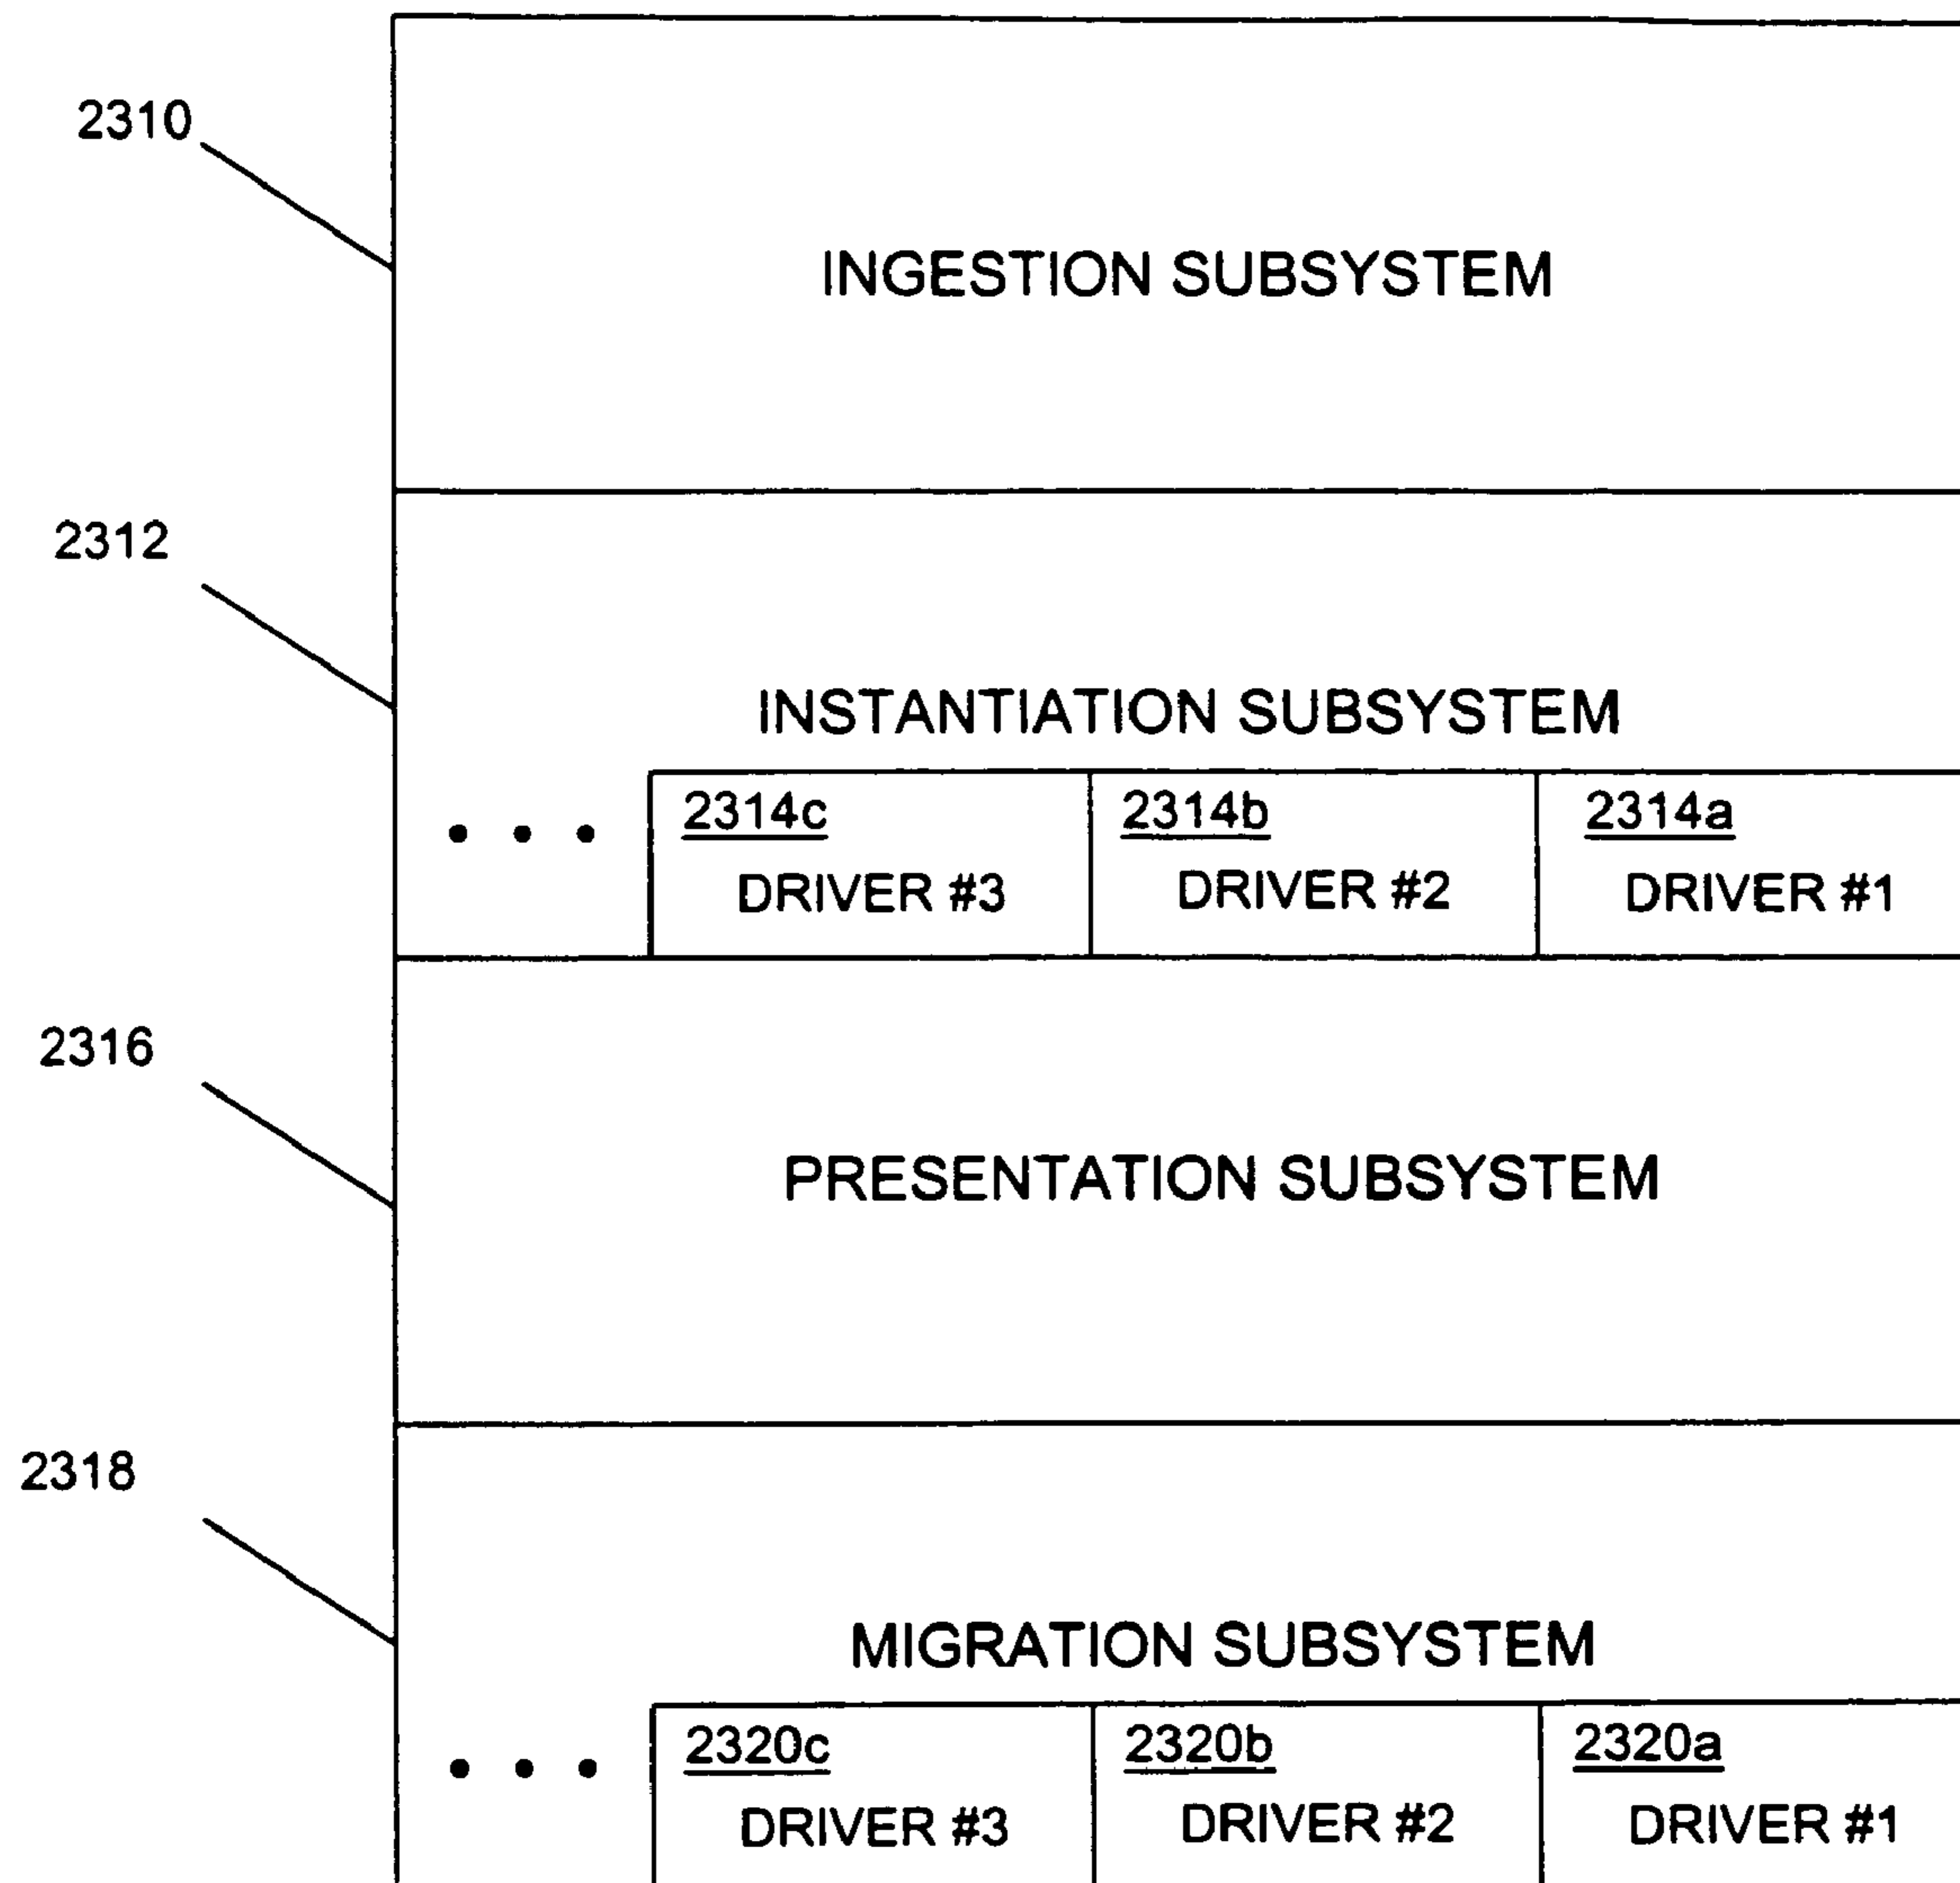 2310
INGESTION SUBSYSTEM
2312
INSTANTIATION SUBSYSTEM
2314c 2314b 2314a
• • •
DRIVER #3 DRIVER #2 DRIVER #1
2316
PRESENTATION SUBSYSTEM
2318
MIGRATION SUBSYSTEM
2320c 2320b 2320a
• • •
DRIVER #3 DRIVER #2 DRIVER #1